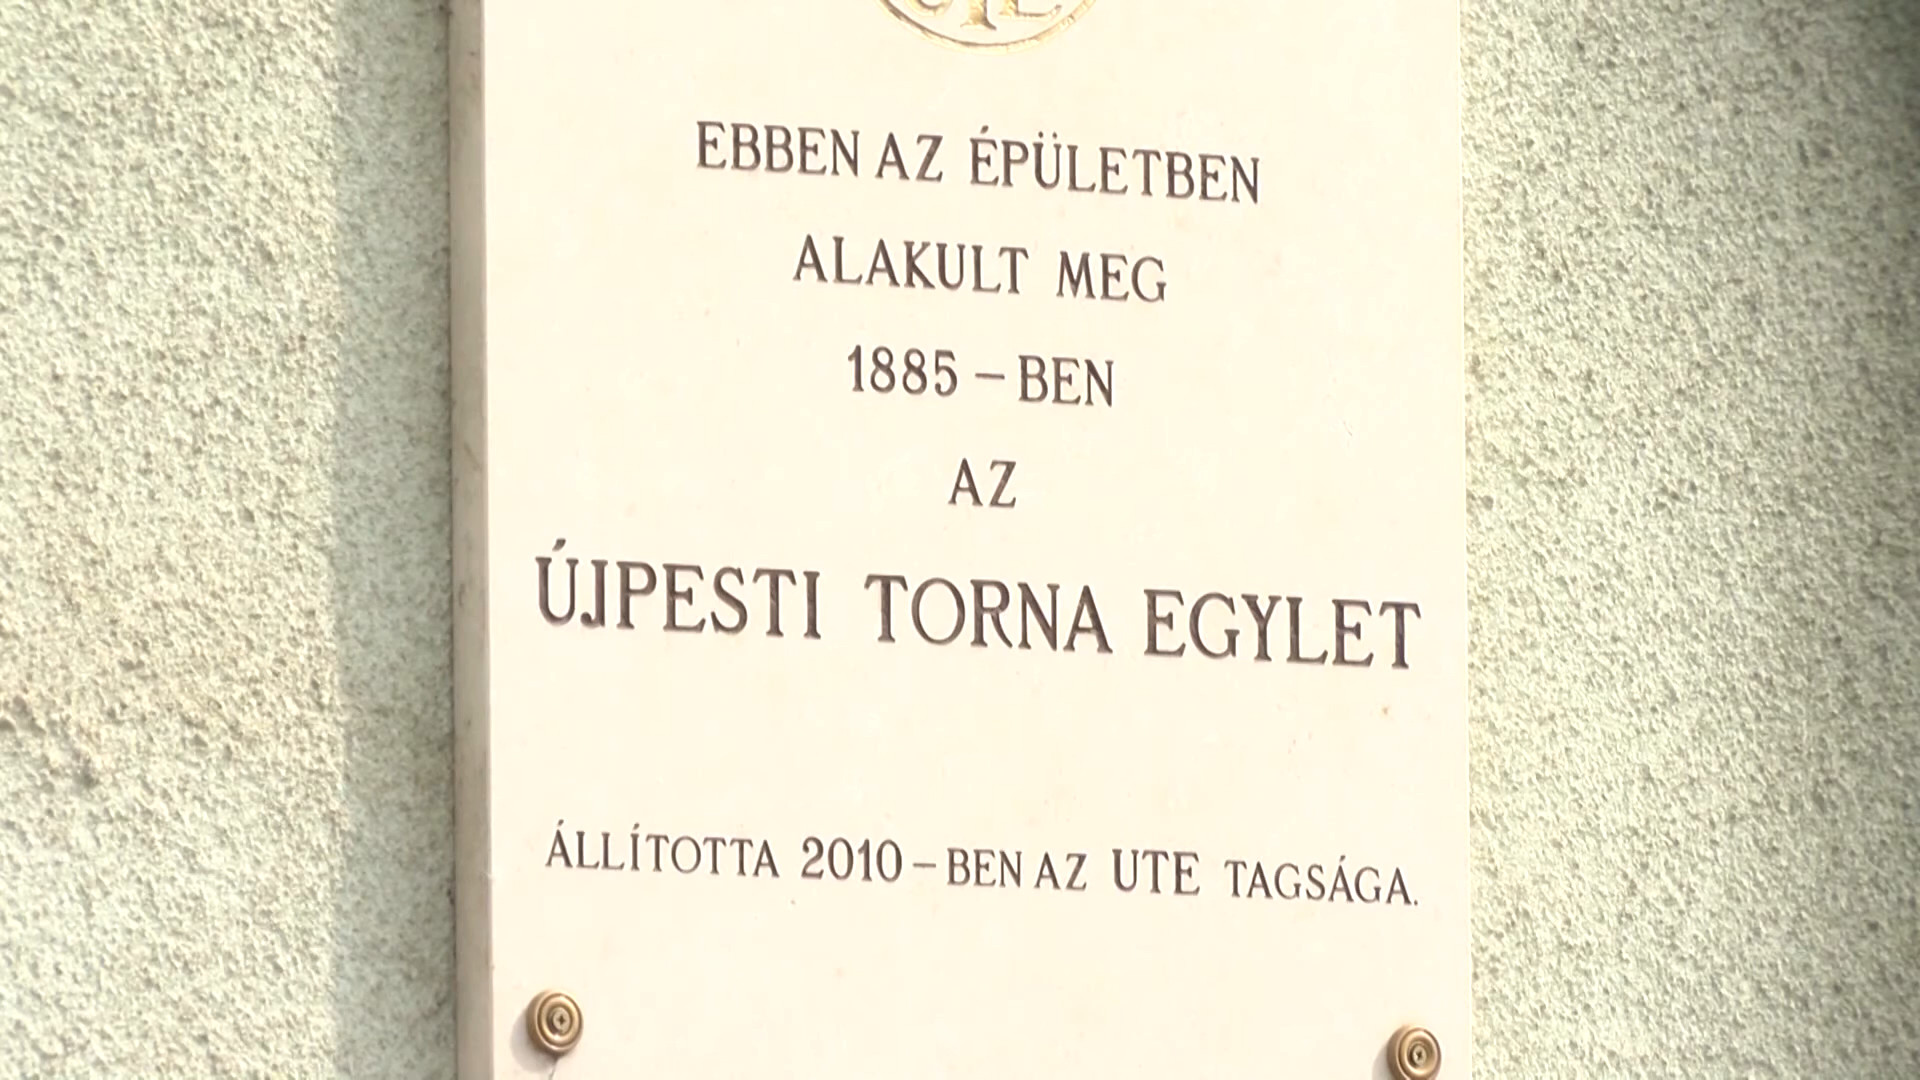 EBBEN AZ ÉPÜLETBEN
ALAKULT MEG
1885 – BEN
AZ
ÚJPESTI TORNA EGYLET
ÁLLÍTOTTA 2010 – BEN AZ UTE TAGSÁGA.